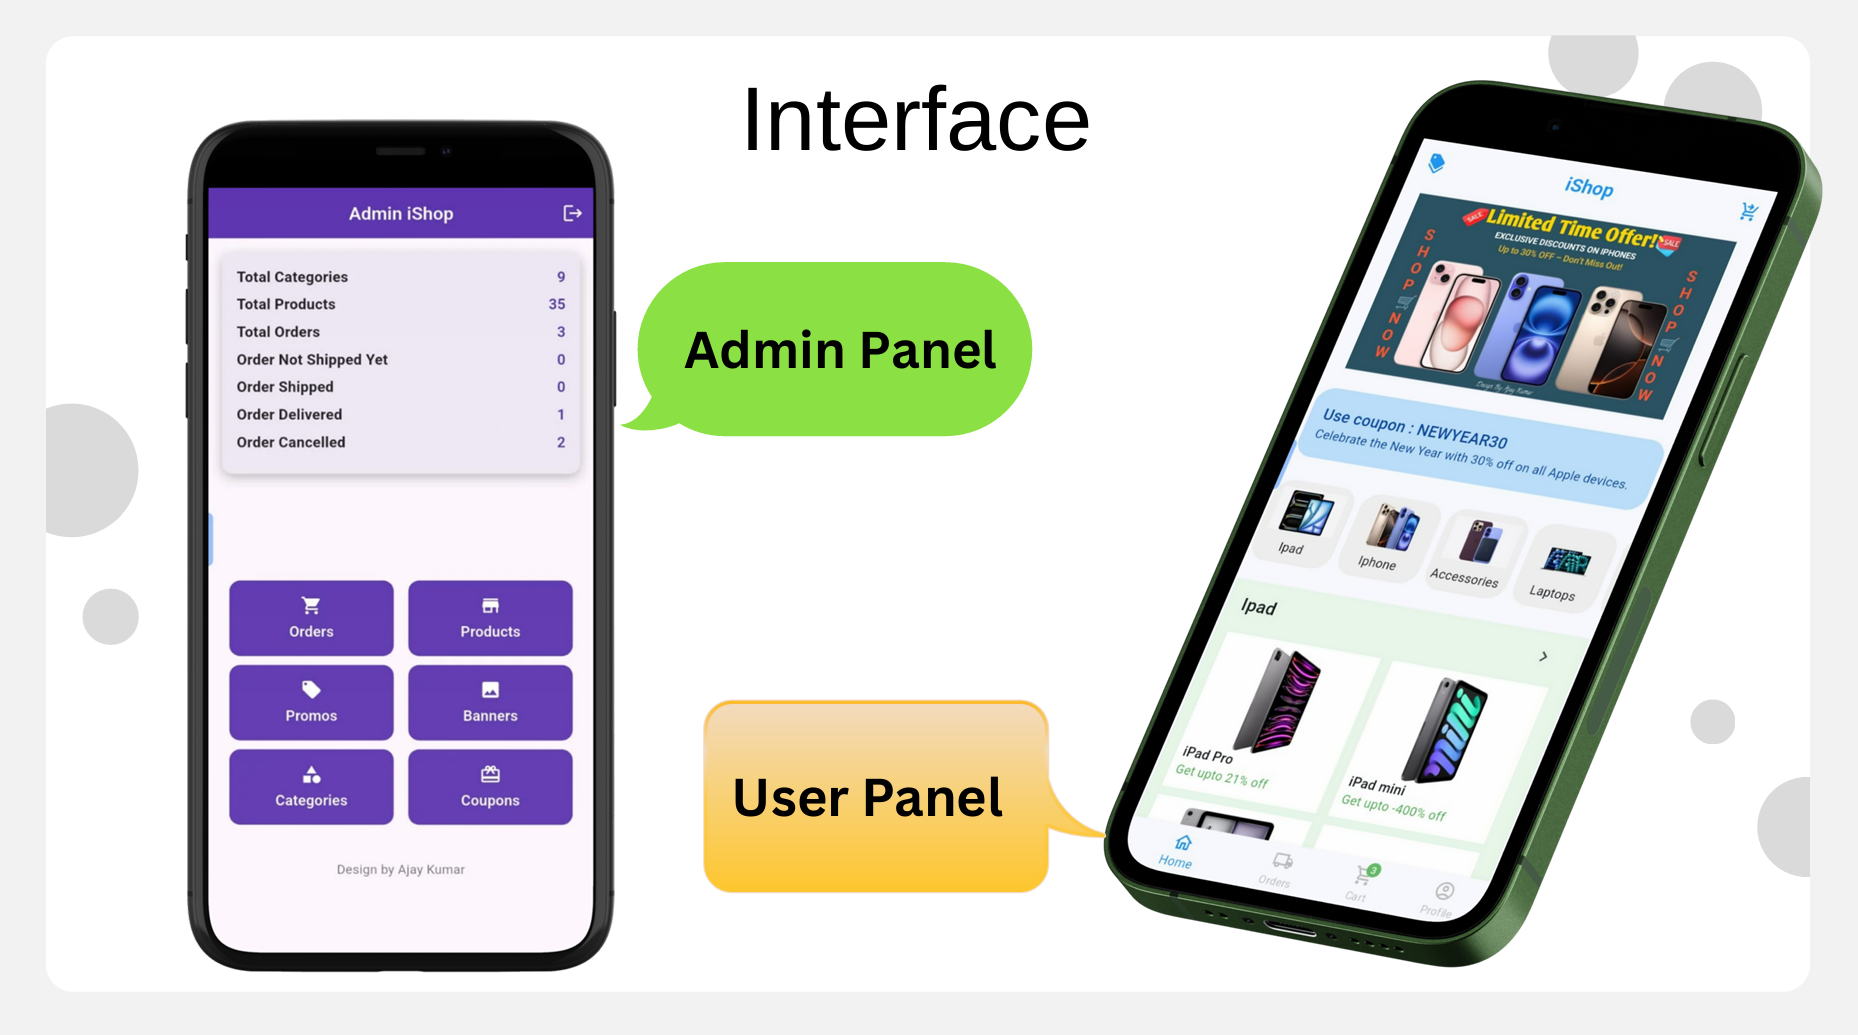 Interface
Admin iShop
Total Categories 9
Total Products 35
Total Orders 3
Order Not Shipped Yet 0
Order Shipped 0
Order Delivered 1
Order Cancelled 2
Orders
Products
Promos
Banners
Categories
Coupons
Design by Ajay Kumar
Admin Panel
User Panel
iShop
SALE
Limited Time Offer!
SALE
EXCLUSIVE DISCOUNTS ON IPHONES
Up to 30% OFF – Don't Miss Out!
SHOP NOW
SHOP NOW
Design By Ajay Kumar
Use coupon : NEWYEAR30
Celebrate the New Year with 30% off on all Apple devices.
Ipad
Iphone
Accessories
Laptops
Ipad
iPad Pro
Get upto 21% off
mini
iPad mini
Get upto -400% off
Home
Orders
3
Cart
Profile